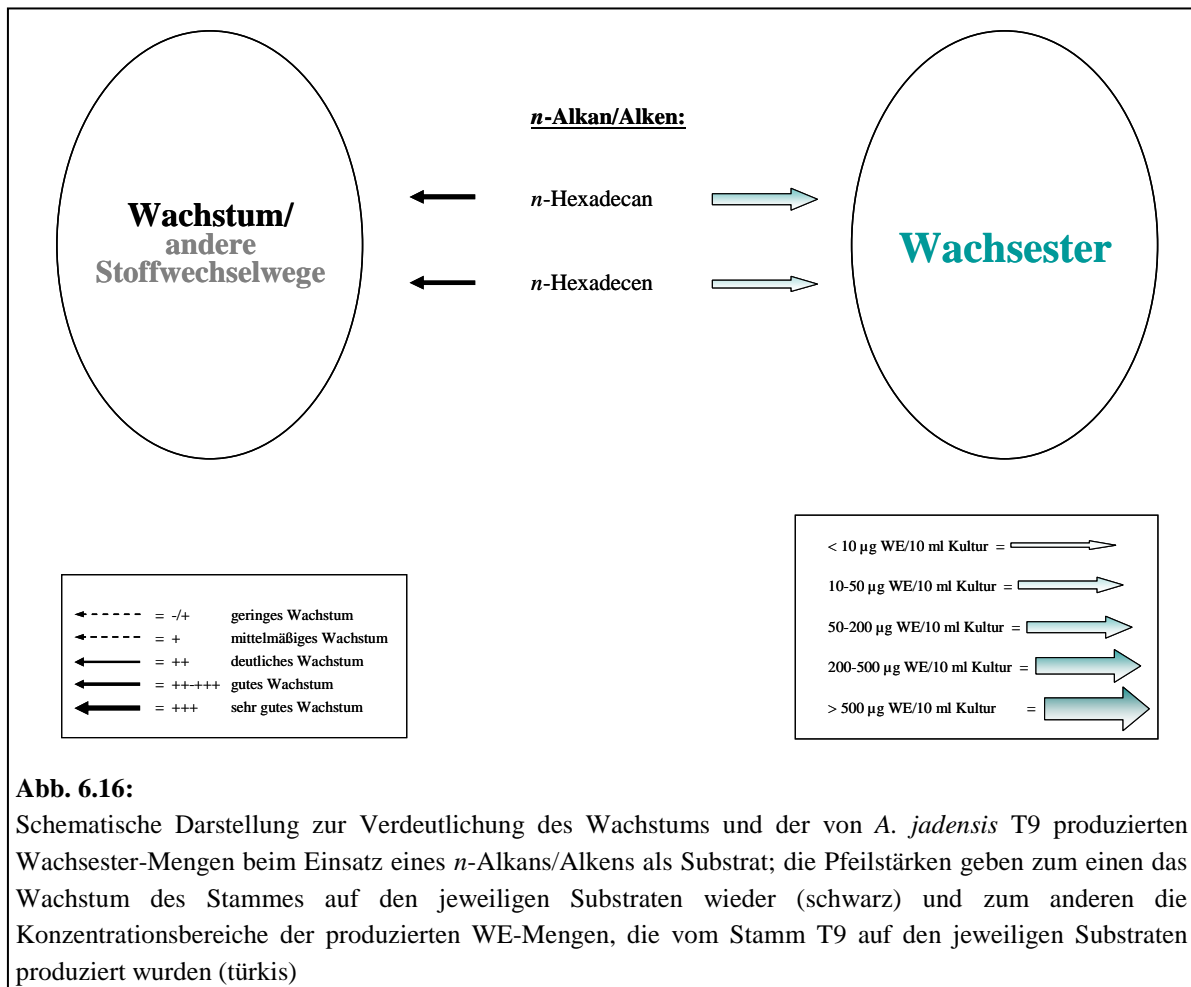 n-Alkan/Alken:
Wachstum/
andere
Stoffwechselwege
n-Hexadecan
n-Hexadecen
Wachsester
= -/+ geringes Wachstum
= + mittelmäßiges Wachstum
= ++ deutliches Wachstum
= ++-+++ gutes Wachstum
= +++ sehr gutes Wachstum
< 10 µg WE/10 ml Kultur =
10-50 µg WE/10 ml Kultur =
50-200 µg WE/10 ml Kultur =
200-500 µg WE/10 ml Kultur =
> 500 µg WE/10 ml Kultur =
Abb. 6.16:
Schematische Darstellung zur Verdeutlichung des Wachstums und der von A. jadensis T9 produzierten
Wachsester-Mengen beim Einsatz eines n-Alkans/Alkens als Substrat; die Pfeilstärken geben zum einen das
Wachstum des Stammes auf den jeweiligen Substraten wieder (schwarz) und zum anderen die
Konzentrationsbereiche der produzierten WE-Mengen, die vom Stamm T9 auf den jeweiligen Substraten
produziert wurden (türkis)